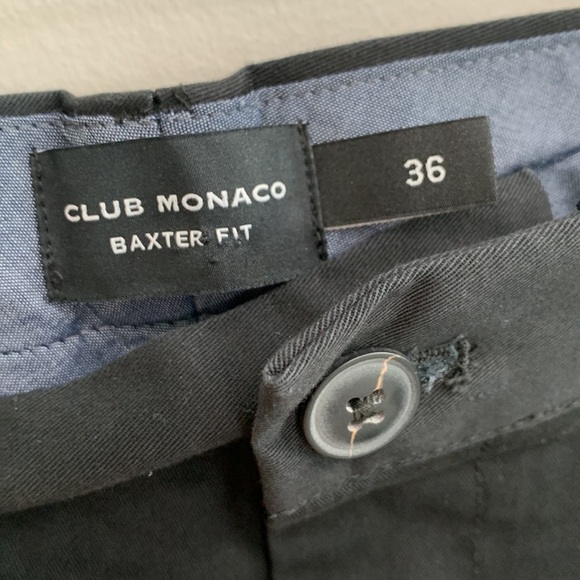 CLUB MONACO
BAXTER FIT
36